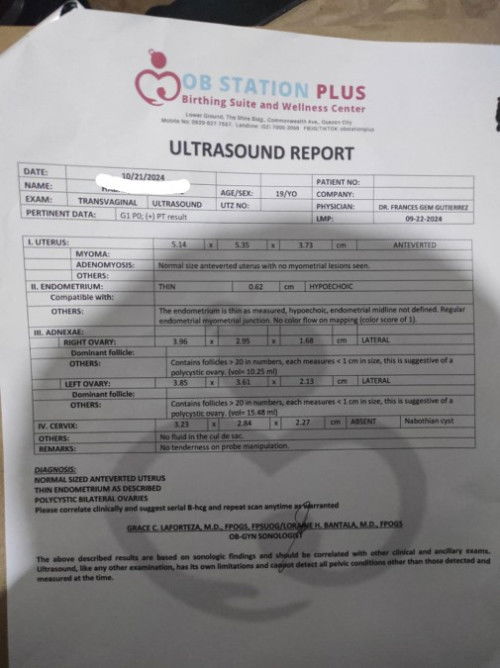 OB STATION PLUS
Birthing Suite and Wellness Center
Lower Ground, The Shire Bldg., Commonwealth Ave., Quezon City
ULTRASOUND REPORT
DATE: 10/21/2024 PATIENT NO:
NAME: AGE/SEX: 19/YO COMPANY:
EXAM: TRANSVAGINAL ULTRASOUND UTZ NO: PHYSICIAN: DR. FRANCES GEM GUTIERREZ
PERTINENT DATA: G1 P0; (+) PT result LMP: 09-22-2024
I. UTERUS: 5.14 x 5.35 x 3.73 cm ANTEVERTED
MYOMA:
ADENOMYOSIS: Normal size anteverted uterus with no myometrial lesions seen.
OTHERS:
II. ENDOMETRIUM: THIN 0.62 cm HYPOECHOIC
Compatible with:
OTHERS: The endometrium is thin as measured, hypoechoic, endometrial midline not defined. Regular
endometrial myometrial junction. No color flow on mapping (color score of 1).
III. ADNEXAE:
RIGHT OVARY: 3.96 x 2.95 x 1.68 cm LATERAL
Dominant follicle:
OTHERS: Contains follicles > 20 in numbers, each measures < 1 cm in size, this is suggestive of a
polycystic ovary. (vol= 10.25 ml)
LEFT OVARY: 3.85 x 3.61 x 2.13 cm LATERAL
Dominant follicle:
OTHERS: Contains follicles > 20 in numbers, each measures < 1 cm in size, this is suggestive of a
polycystic ovary. (vol= 15.48 ml)
IV. CERVIX: 3.23 x 2.84 x 2.27 cm ABSENT Nabothian cyst
OTHERS: No fluid in the cul de sac.
REMARKS: No tenderness on probe manipulation.
DIAGNOSIS:
NORMAL SIZED ANTEVERTED UTERUS
THIN ENDOMETRIUM AS DESCRIBED
POLYCYSTIC BILATERAL OVARIES
Please correlate clinically and suggest serial B-hcg and repeat scan anytime as warranted
GRACE C. LAFORTEZA, M.D., FPOGS, FPSUOG/LORAINE H. BANTALA, M.D., FPOGS
OB-GYN SONOLOGIST
The above described results are based on sonologic findings and should be correlated with other clinical and ancillary exams.
Ultrasound, like any other examination, has its own limitations and cannot detect all pelvic conditions other than those detected and
measured at the time.